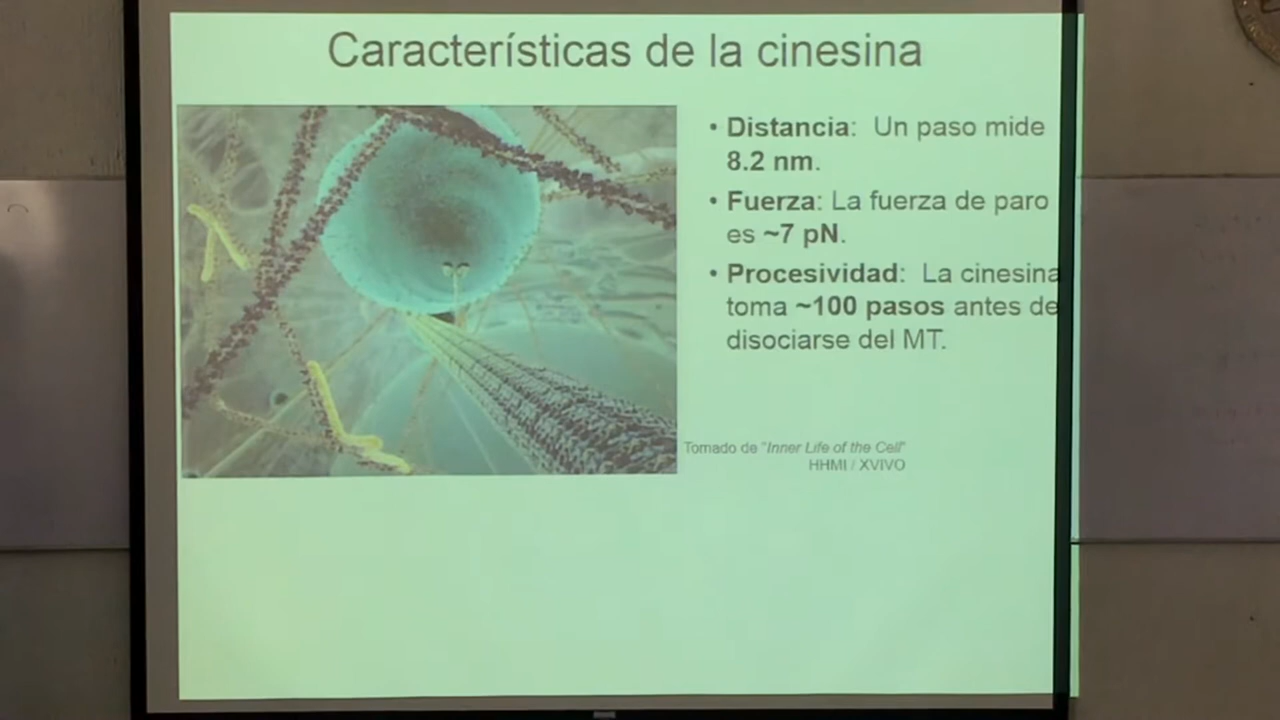 Características de la cinesina
• Distancia: Un paso mide
8.2 nm.
• Fuerza: La fuerza de paro
es ~7 pN.
• Procesividad: La cinesina
toma ~100 pasos antes de
disociarse del MT.
Tomado de "Inner Life of the Cell"
HHMI / XVIVO